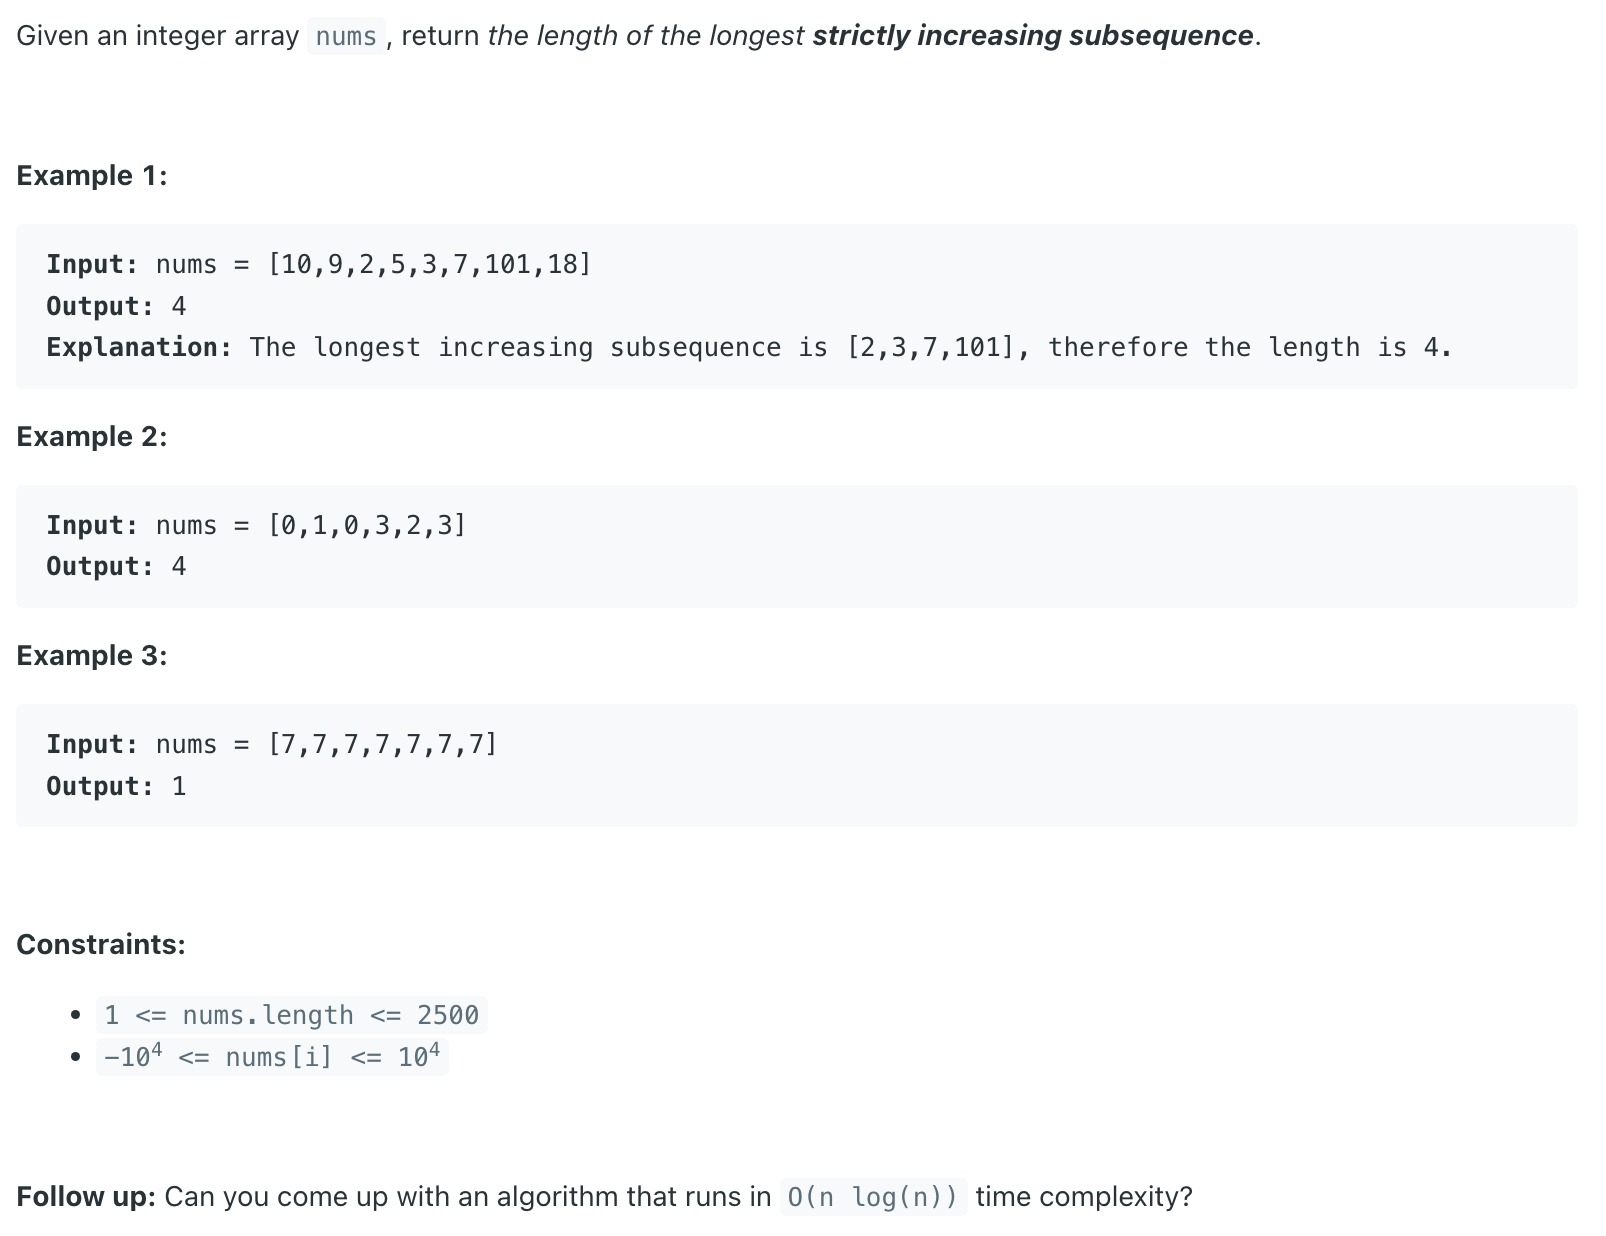 Given an integer array nums, return the length of the longest strictly increasing subsequence.
Example 1:
Input: nums = [10,9,2,5,3,7,101,18]
Output: 4
Explanation: The longest increasing subsequence is [2,3,7,101], therefore the length is 4.
Example 2:
Input: nums = [0,1,0,3,2,3]
Output: 4
Example 3:
Input: nums = [7,7,7,7,7,7,7]
Output: 1
Constraints:
• 1 <= nums.length <= 2500
• −10⁴ <= nums[i] <= 10⁴
Follow up: Can you come up with an algorithm that runs in O(n log(n)) time complexity?